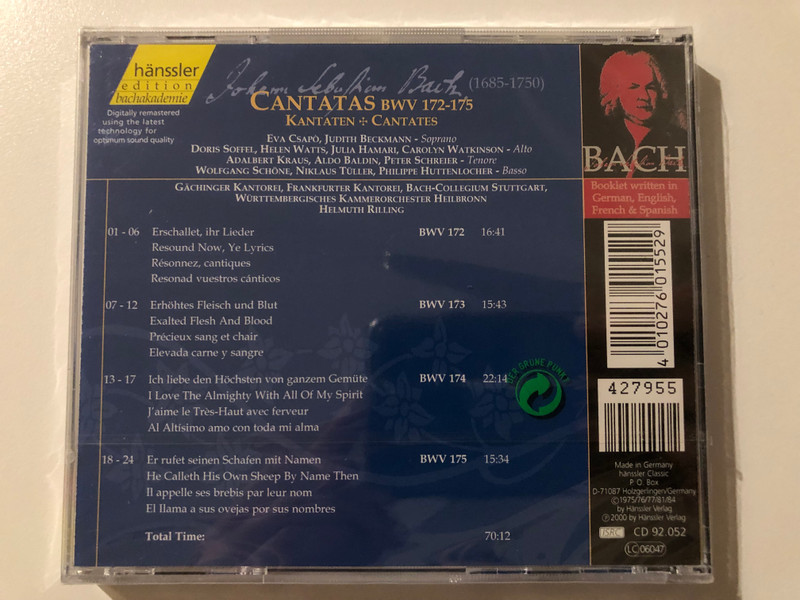 hänssler
edition
bachakademie
Digitally remastered
using the latest
technology for
optimum sound quality
Johann Sebastian Bach (1685-1750)
CANTATAS BWV 172-175
KANTATEN ✢ CANTATES
EVA CSAPÒ, JUDITH BECKMANN - Soprano
DORIS SOFFEL, HELEN WATTS, JULIA HAMARI, CAROLYN WATKINSON - Alto
ADALBERT KRAUS, ALDO BALDIN, PETER SCHREIER - Tenore
WOLFGANG SCHÖNE, NIKLAUS TÜLLER, PHILIPPE HUTTENLOCHER - Basso
GÄCHINGER KANTOREI, FRANKFURTER KANTOREI, BACH-COLLEGIUM STUTTGART,
WÜRTTEMBERGISCHES KAMMERORCHESTER HEILBRONN
HELMUTH RILLING
01 - 06 Erschallet, ihr Lieder BWV 172 16:41
Resound Now, Ye Lyrics
Résonnez, cantiques
Resonad vuestros cánticos
07 - 12 Erhöhtes Fleisch und Blut BWV 173 15:43
Exalted Flesh And Blood
Précieux sang et chair
Elevada carne y sangre
13 - 17 Ich liebe den Höchsten von ganzem Gemüte BWV 174 22:14
I Love The Almighty With All Of My Spirit
J'aime le Très-Haut avec ferveur
Al Altísimo amo con toda mi alma
18 - 24 Er rufet seinen Schafen mit Namen BWV 175 15:34
He Calleth His Own Sheep By Name Then
Il appelle ses brebis par leur nom
El llama a sus ovejas por sus nombres
Total Time: 70:12
DER GRÜNE PUNKT
BACH
Booklet written in
German, English,
French & Spanish
4 010276 015529
427955
Made in Germany
hänssler Classic
P. O. Box
D-71087 Holzgerlingen/Germany
©1975/76/77/81/84
by Hänssler Verlag
℗2000 by Hänssler Verlag
ISRC CD 92.052
LC 06047